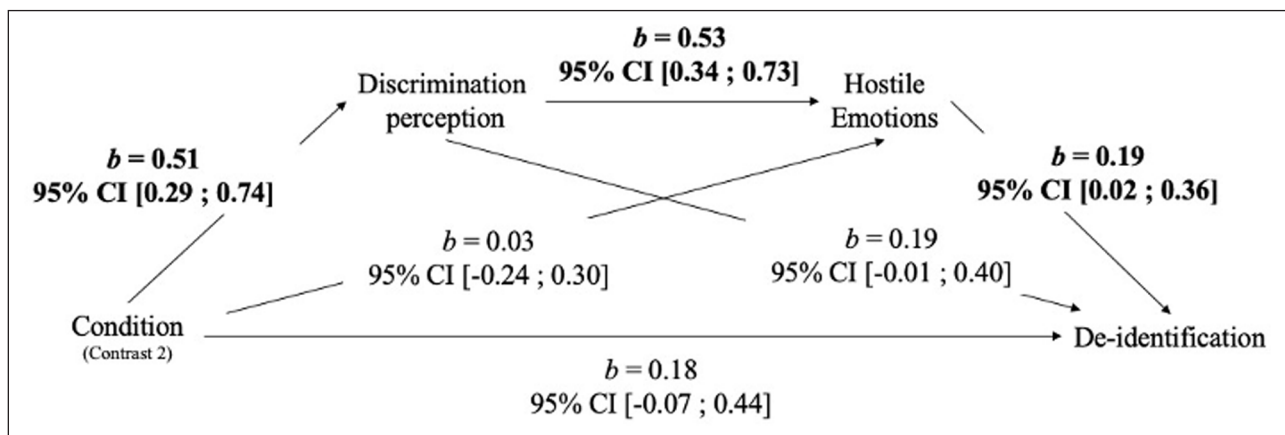 b = 0.53
95% CI [0.34 ; 0.73]
Discrimination
perception
Hostile
Emotions
b = 0.51
95% CI [0.29 ; 0.74]
b = 0.19
95% CI [0.02 ; 0.36]
b = 0.03
95% CI [-0.24 ; 0.30]
b = 0.19
95% CI [-0.01 ; 0.40]
Condition
(Contrast 2)
De-identification
b = 0.18
95% CI [-0.07 ; 0.44]